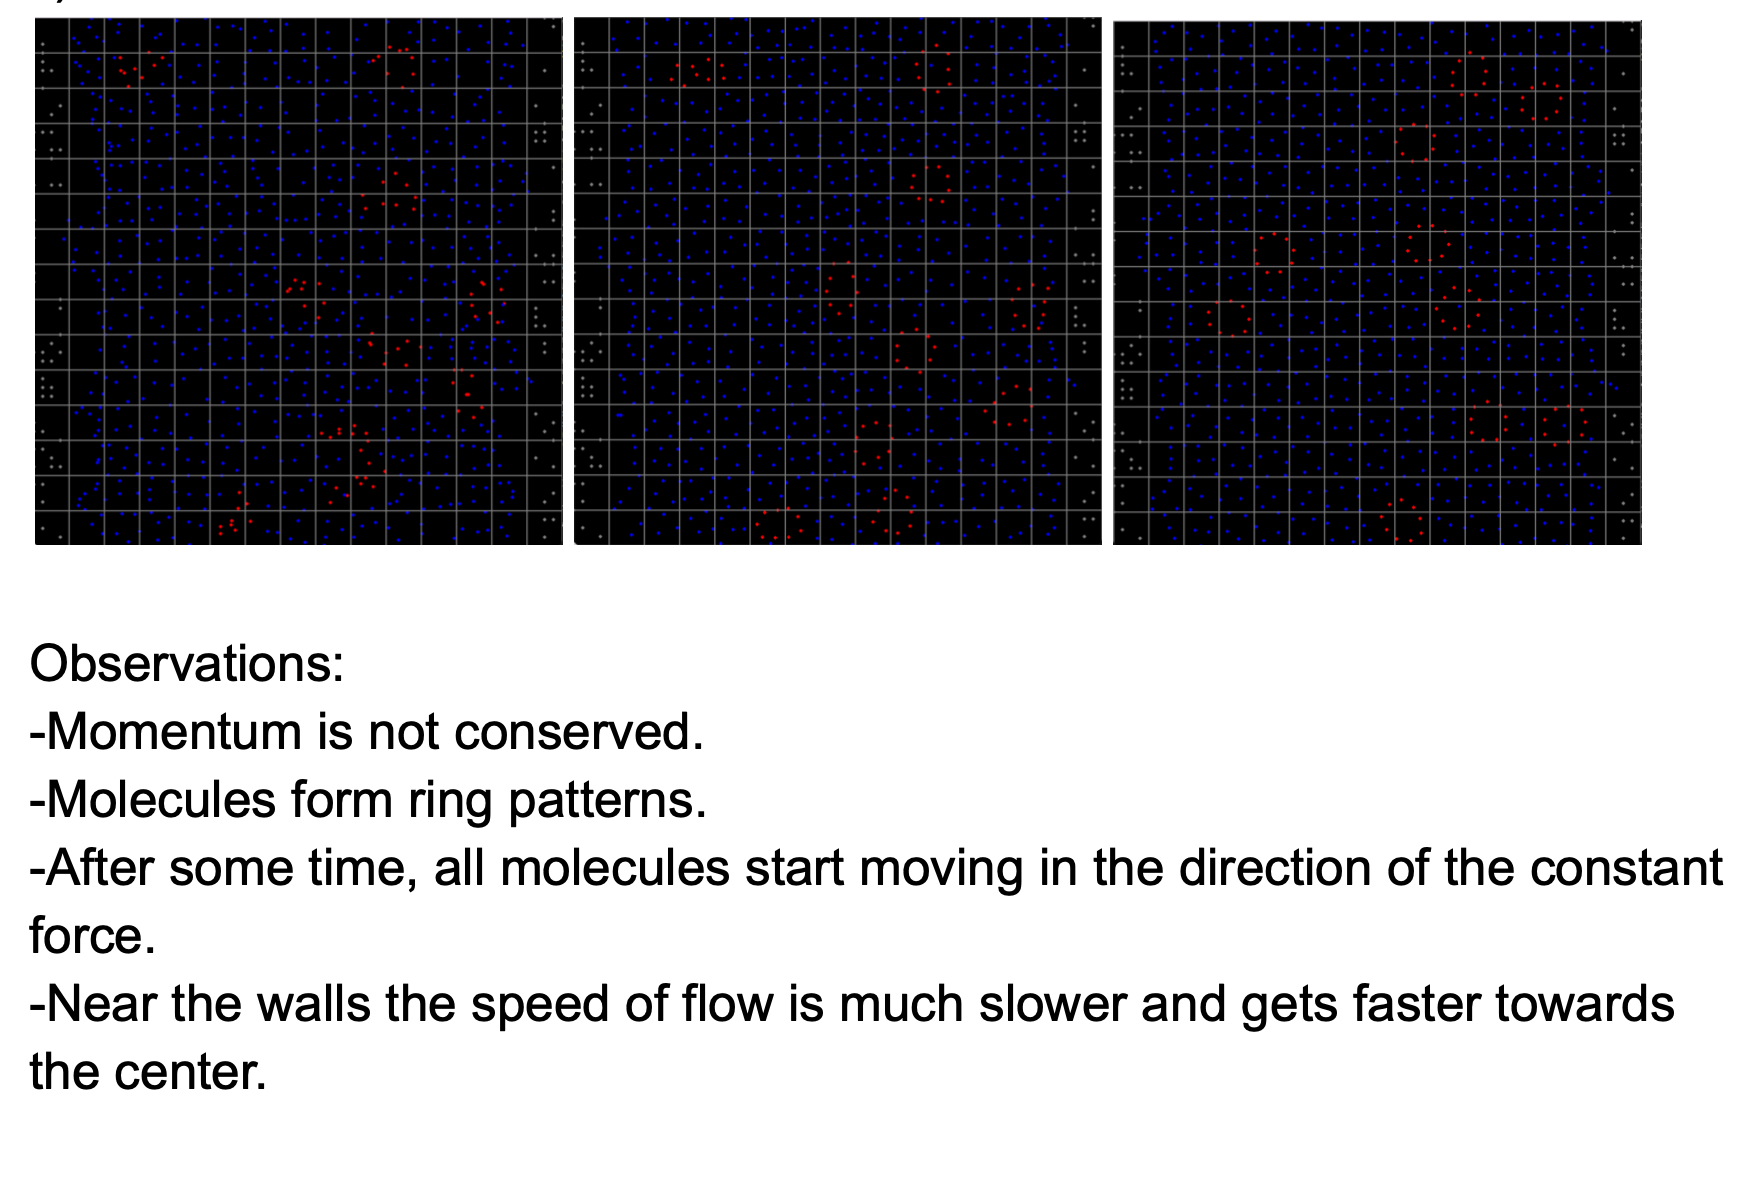 Observations:
-Momentum is not conserved.
-Molecules form ring patterns.
-After some time, all molecules start moving in the direction of the constant
force.
-Near the walls the speed of flow is much slower and gets faster towards
the center.